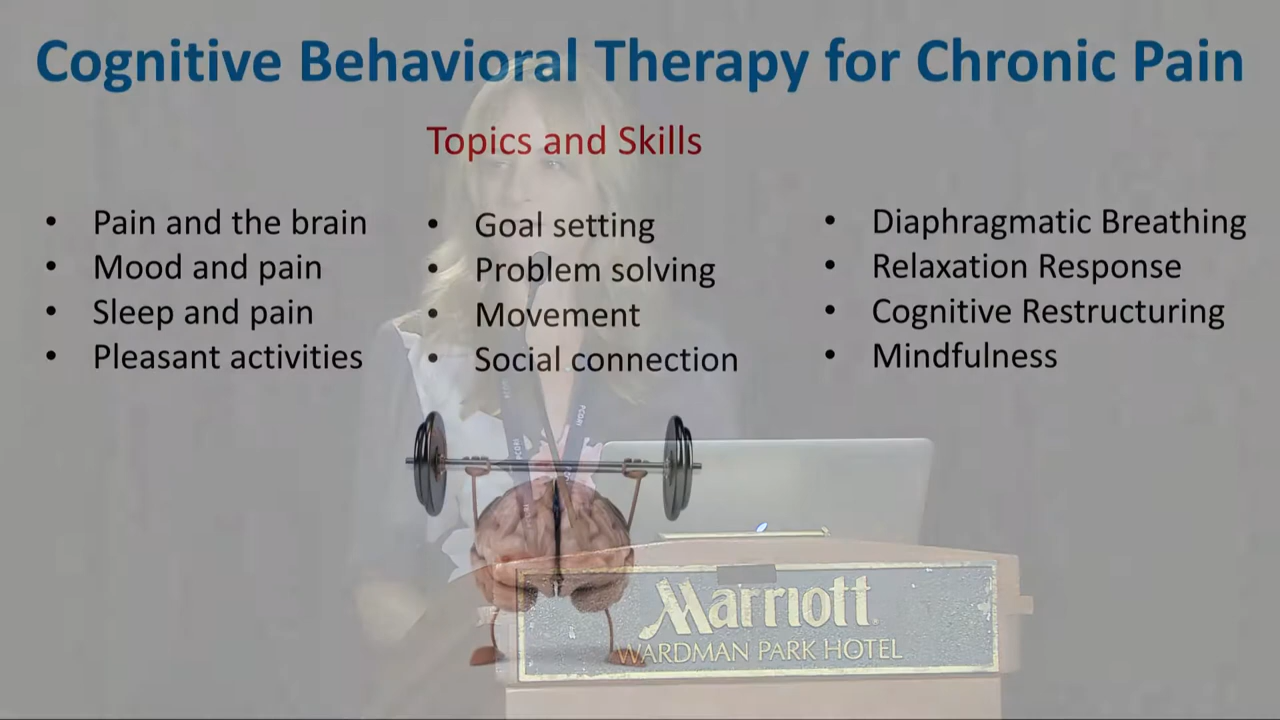 Cognitive Behavioral Therapy for Chronic Pain
Topics and Skills
• Pain and the brain
• Mood and pain
• Sleep and pain
• Pleasant activities
• Goal setting
• Problem solving
• Movement
• Social connection
• Diaphragmatic Breathing
• Relaxation Response
• Cognitive Restructuring
• Mindfulness
PCORI
PCORI
Marriott
WARDMAN PARK HOTEL